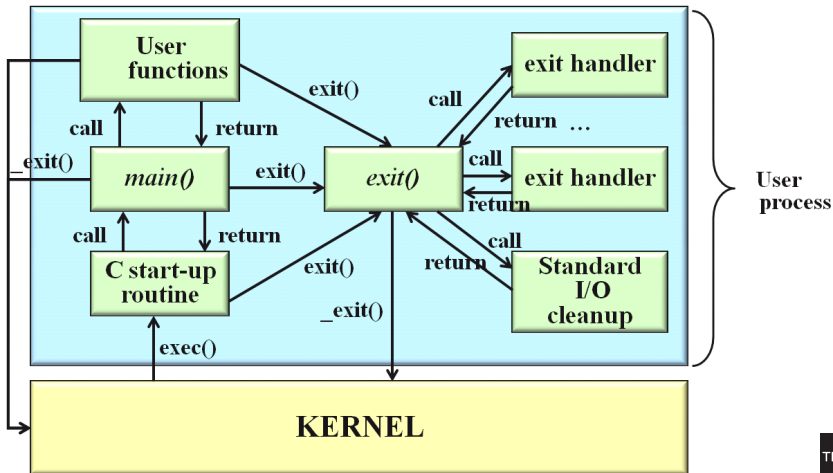 User
functions
exit()
call
exit handler
call
return
return ...
_exit()
main()
exit()
exit()
call
exit handler
return
User
process
call
return
call
C start-up
routine
exit()
return
Standard
I/O
cleanup
_exit()
exec()
KERNEL